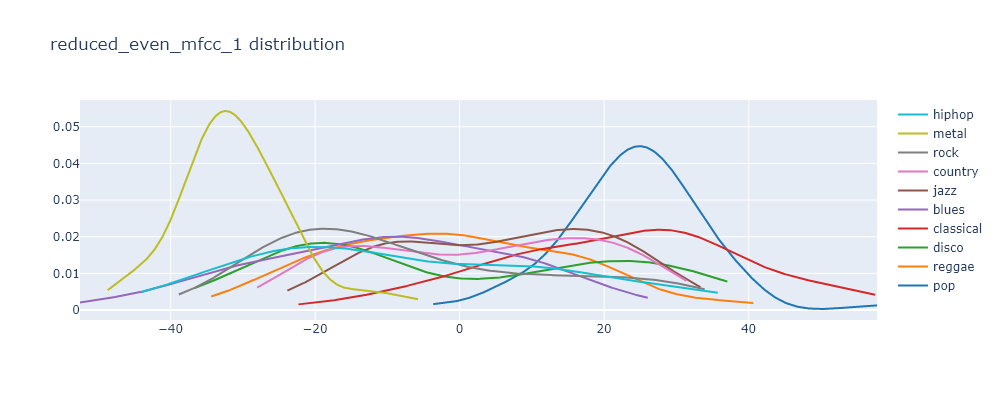 reduced_even_mfcc_1 distribution
0.05
0.04
0.03
0.02
0.01
0
−40
−20
0
20
40
hiphop
metal
rock
country
jazz
blues
classical
disco
reggae
pop